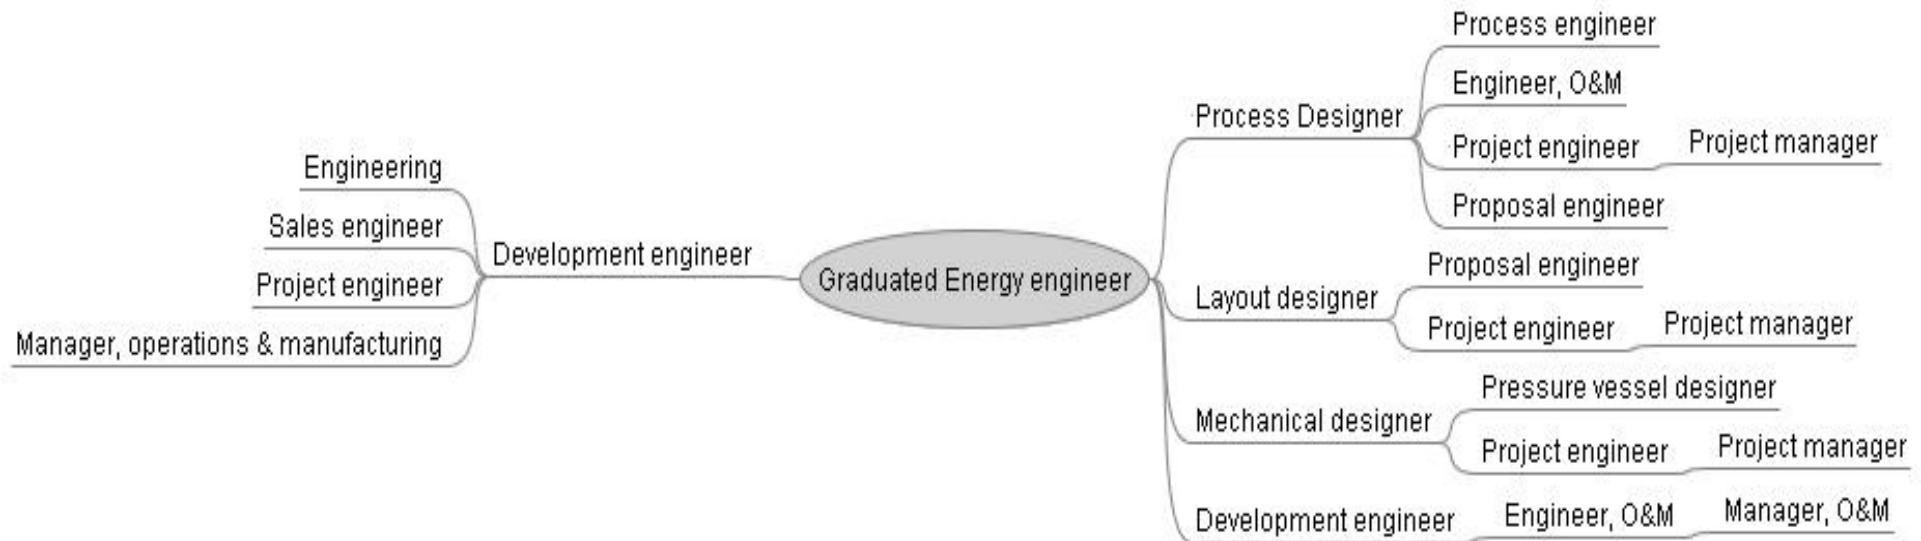 Engineering
Sales engineer
Project engineer
Manager, operations & manufacturing
Development engineer
Graduated Energy engineer
Process Designer
Process engineer
Engineer, O&M
Project engineer
Project manager
Proposal engineer
Layout designer
Proposal engineer
Project engineer
Project manager
Mechanical designer
Pressure vessel designer
Project engineer
Project manager
Development engineer
Engineer, O&M
Manager, O&M